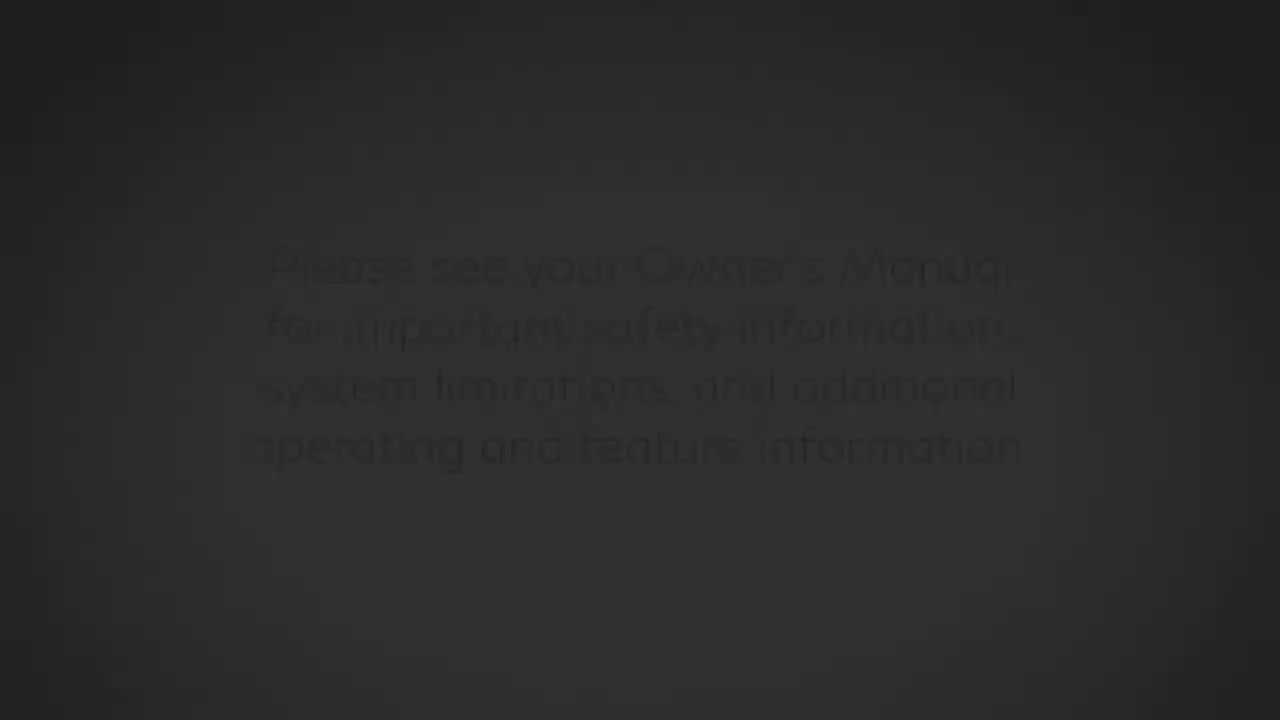 Please see your Owner's Manual
for important safety information,
system limitations, and additional
operating and feature information